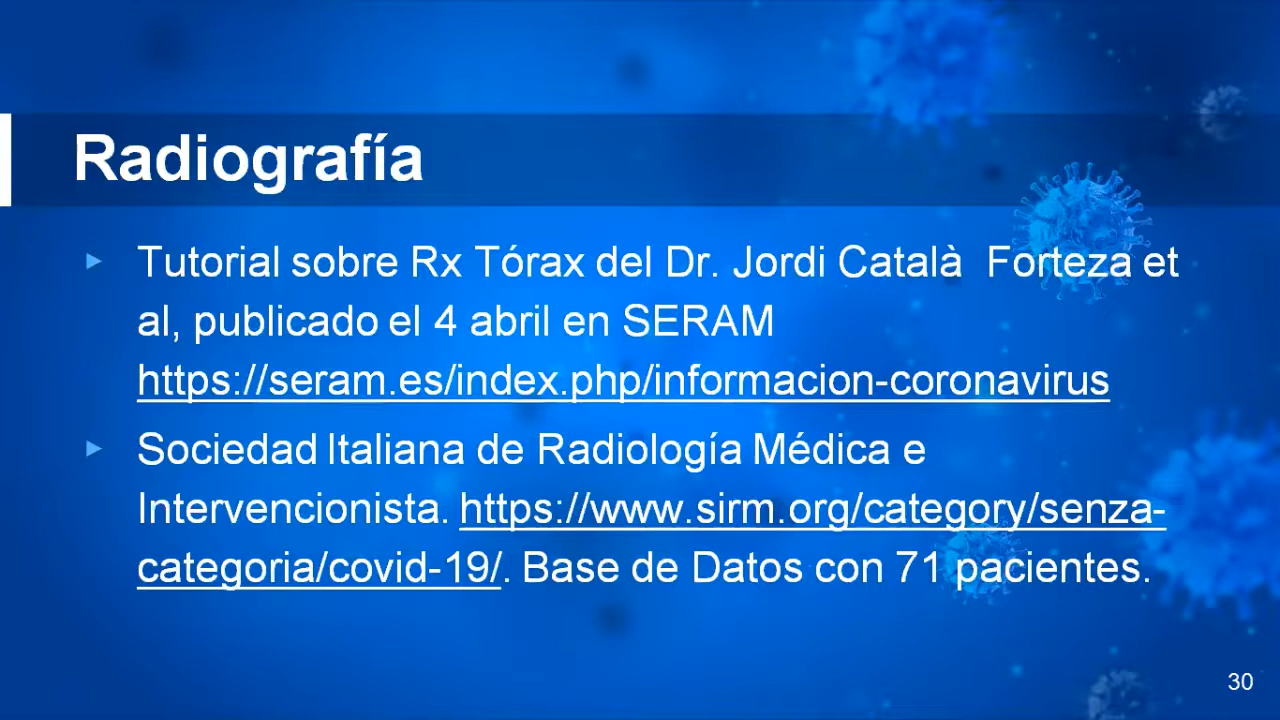 Radiografía
Tutorial sobre Rx Tórax del Dr. Jordi Català Forteza et
al, publicado el 4 abril en SERAM
https://seram.es/index.php/informacion-coronavirus
Sociedad Italiana de Radiología Médica e
Intervencionista. https://www.sirm.org/category/senza-
categoria/covid-19/. Base de Datos con 71 pacientes.
30